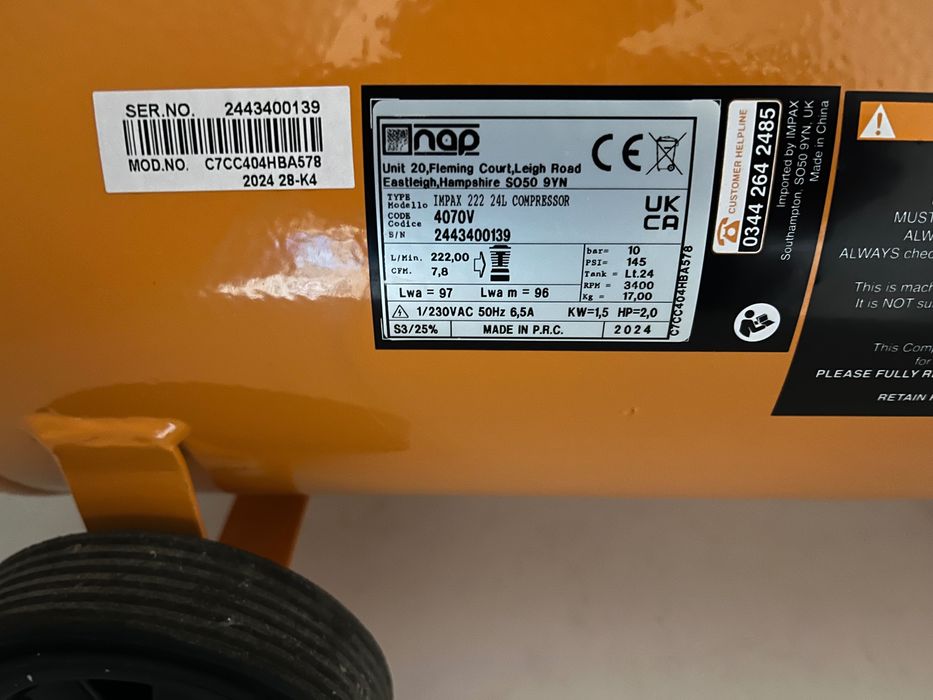 SER.NO. 2443400139
MOD.NO. C7CC404HBA578
2024 28-K4
nap
Unit 20,Fleming Court,Leigh Road
Eastleigh,Hampshire SO50 9YN
CE
TYPE
Modello IMPAX 222 24L COMPRESSOR
CODE
Codice 4070V
S/N 2443400139
UK
CA
L/Min. 222,00
CFM. 7,8
bar= 10
PSI= 145
Tank = Lt.24
RPM = 3400
Kg = 17,00
Lwa = 97 Lwa m = 96
1/230VAC 50Hz 6,5A KW=1,5 HP=2,0
S3/25% MADE IN P.R.C. 2024
C7CC404HBA578
CUSTOMER HELPLINE
0344 264 2485
Imported by IMPAX
Southampton. SO50 9YN. UK
Made in China
MUST
ALWAYS chec
This is mach
It is NOT su
This Com
for
PLEASE FULLY R
RETAIN